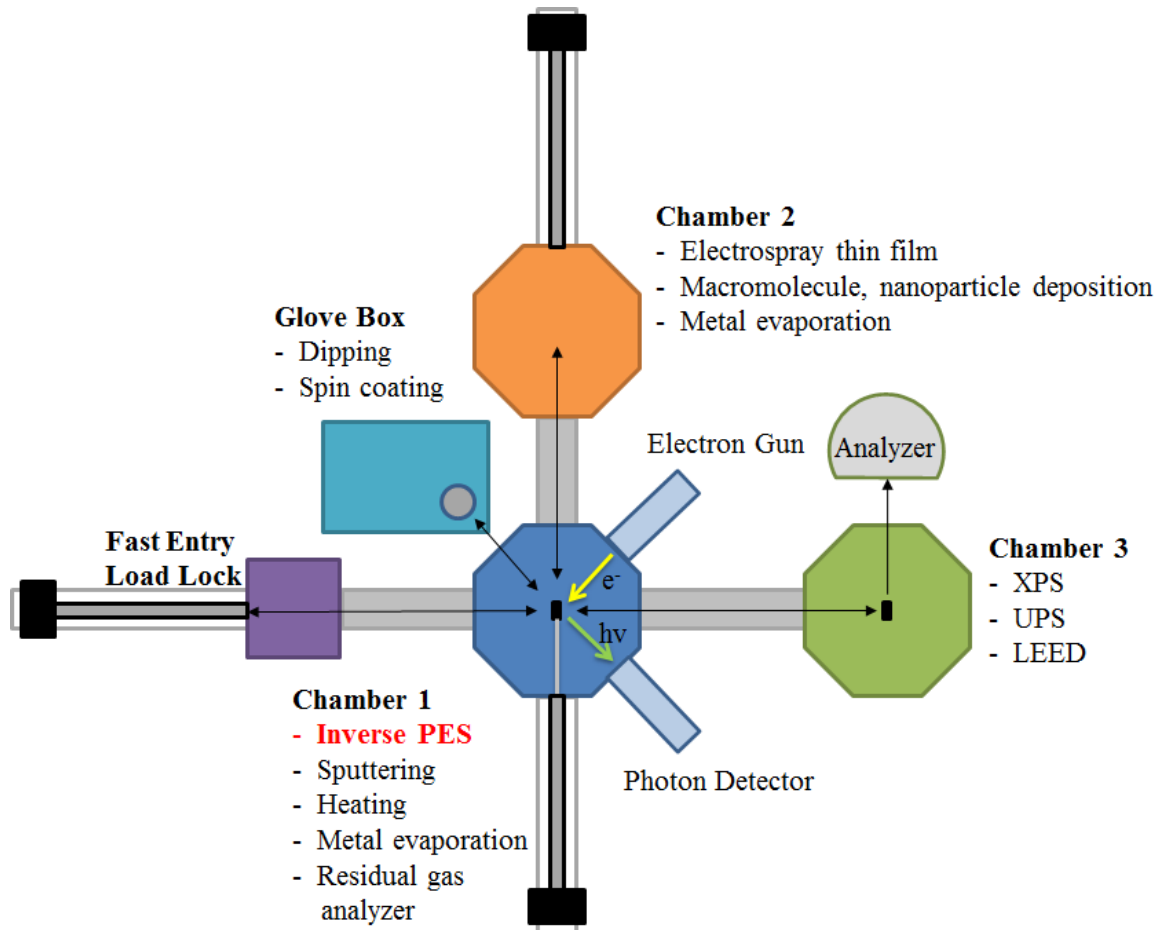 Chamber 2
- Electrospray thin film
- Macromolecule, nanoparticle deposition
- Metal evaporation
Glove Box
- Dipping
- Spin coating
Electron Gun
Analyzer
Fast Entry
Load Lock
e-
hv
Chamber 3
- XPS
- UPS
- LEED
Chamber 1
- Inverse PES
- Sputtering
- Heating
- Metal evaporation
- Residual gas
analyzer
Photon Detector